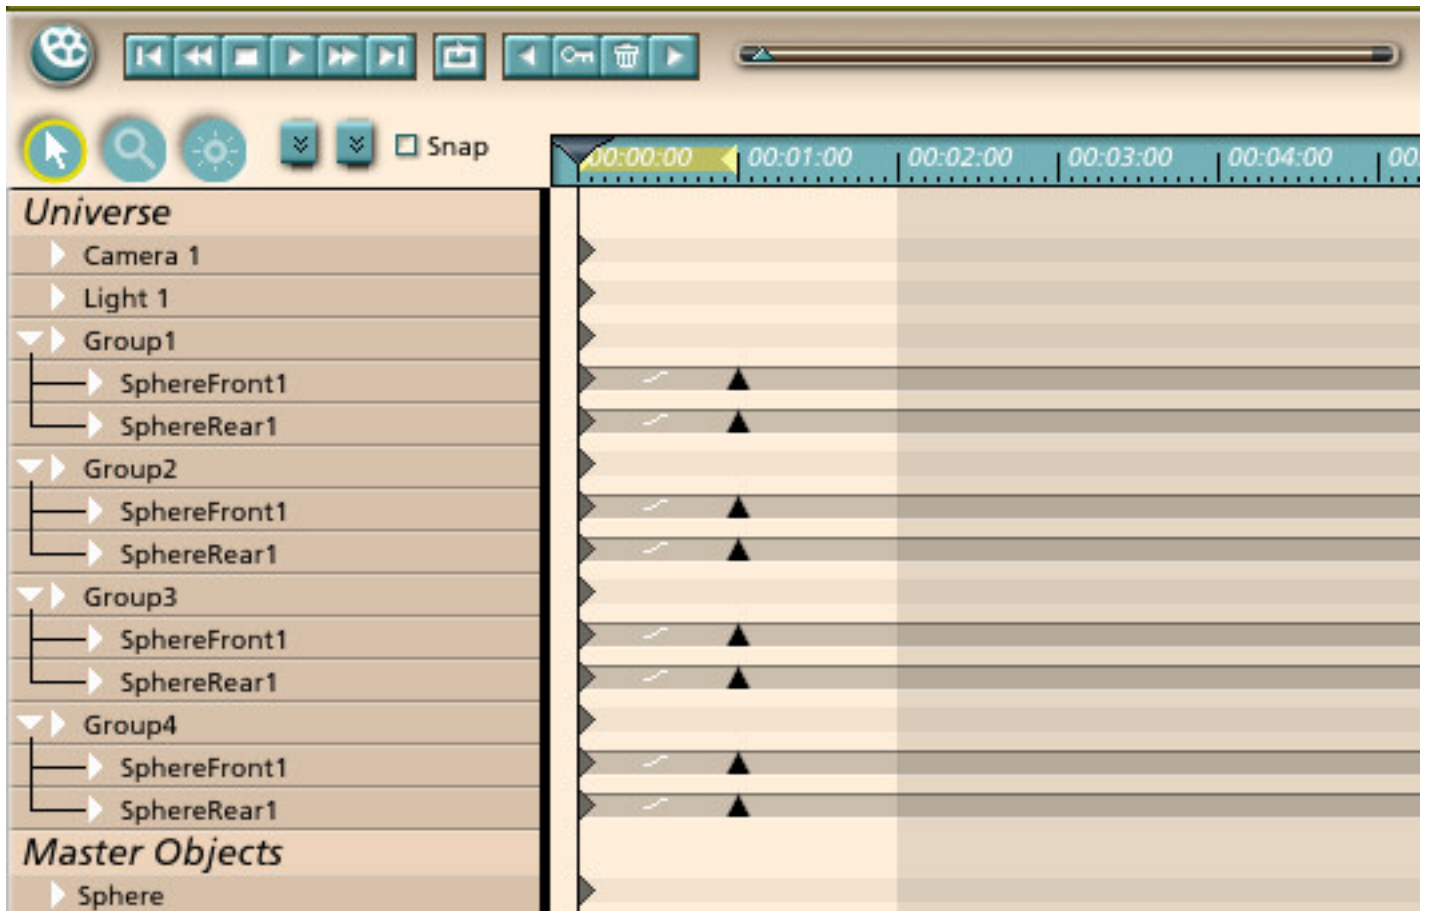 Snap
00:00:00 00:01:00 00:02:00 00:03:00 00:04:00 00
Universe
Camera 1
Light 1
Group1
SphereFront1
SphereRear1
Group2
SphereFront1
SphereRear1
Group3
SphereFront1
SphereRear1
Group4
SphereFront1
SphereRear1
Master Objects
Sphere